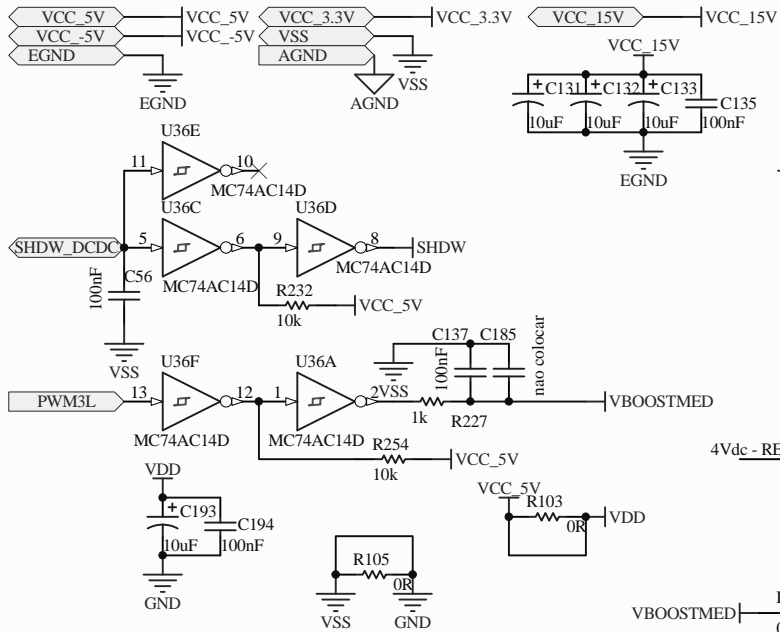 VCC_5V VCC_5V VCC_3.3V VCC_3.3V VCC_15V VCC_15V
VCC_-5V VCC_-5V VSS
EGND AGND VSS
EGND AGND
VCC_15V
C131 C132 C133 C135
10uF 10uF 10uF 100nF
EGND
U36E
11 10
MC74AC14D
U36C U36D
SHDW_DCDC 5 6 9 8 SHDW
MC74AC14D MC74AC14D
C56
100nF
VSS
R232
10k
VCC_5V
U36F U36A
PWM3L 13 12 1 2
MC74AC14D MC74AC14D
VSS
C137 C185
100nF
nao colocar
1k R227
VBOOSTMED
R254
10k
VCC_5V
4Vdc - RE
VDD
C193 C194
10uF 100nF
GND
R105
0R
VSS GND
VCC_5V
R103
0R
VDD
VBOOSTMED